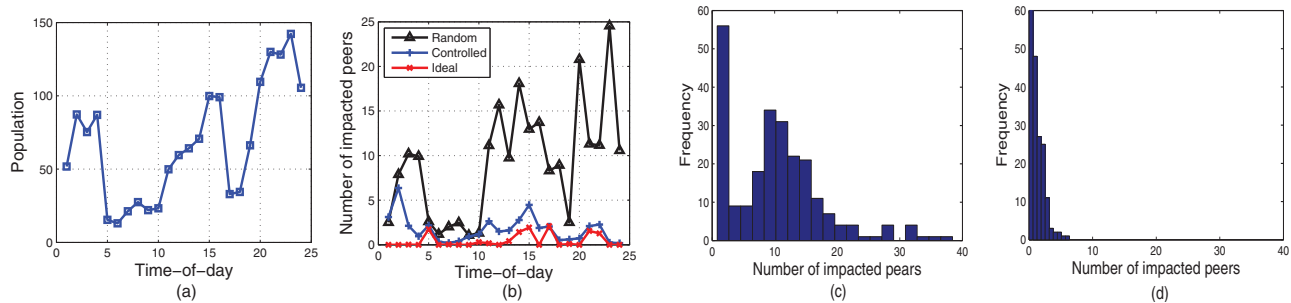 150
100
50
0
Population
0 5 10 15 20 25
Time-of-day
(a)
25
20
15
10
5
0
Number of impacted peers
Random
Controlled
Ideal
0 5 10 15 20 25
Time-of-day
(b)
60
50
40
30
20
10
0
Frequency
0 10 20 30 40
Number of impacted pears
(c)
60
50
40
30
20
10
0
Frequency
0 10 20 30 40
Number of impacted peers
(d)